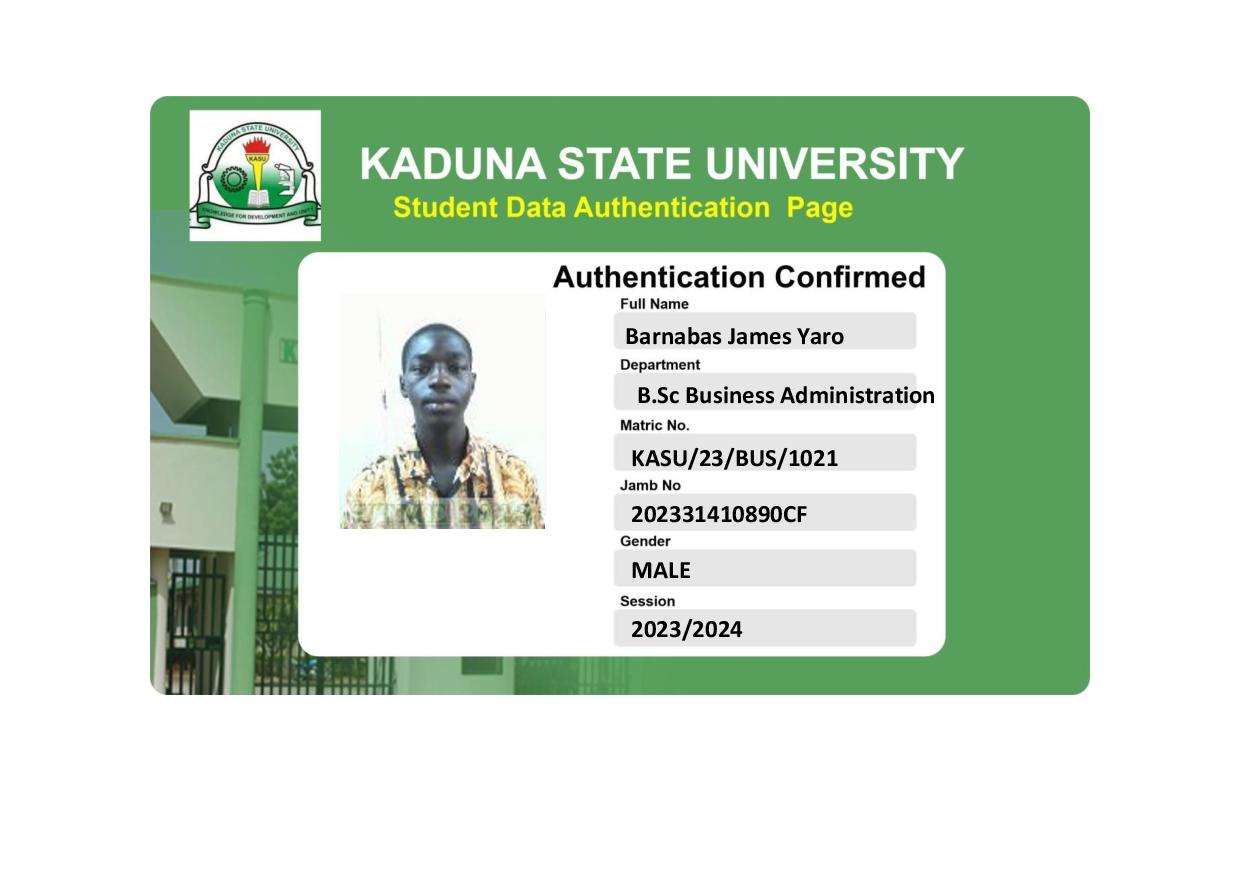 KADUNA STATE UNIVERSITY
KASU
KNOWLEDGE FOR DEVELOPMENT AND UNITY
KADUNA STATE UNIVERSITY
Student Data Authentication Page
Authentication Confirmed
Full Name
Barnabas James Yaro
Department
B.Sc Business Administration
Matric No.
KASU/23/BUS/1021
Jamb No
202331410890CF
Gender
MALE
Session
2023/2024